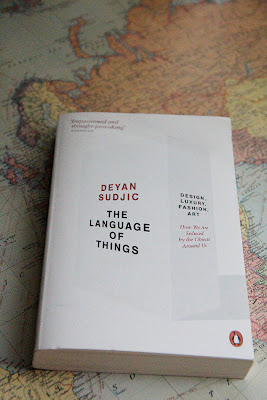 'Impassioned and
thought-provoking'
DEYAN
SUDJIC
THE
LANGUAGE
OF
THINGS
DESIGN,
LUXURY,
FASHION,
ART
How We Are
Seduced
by the Objects
Around Us